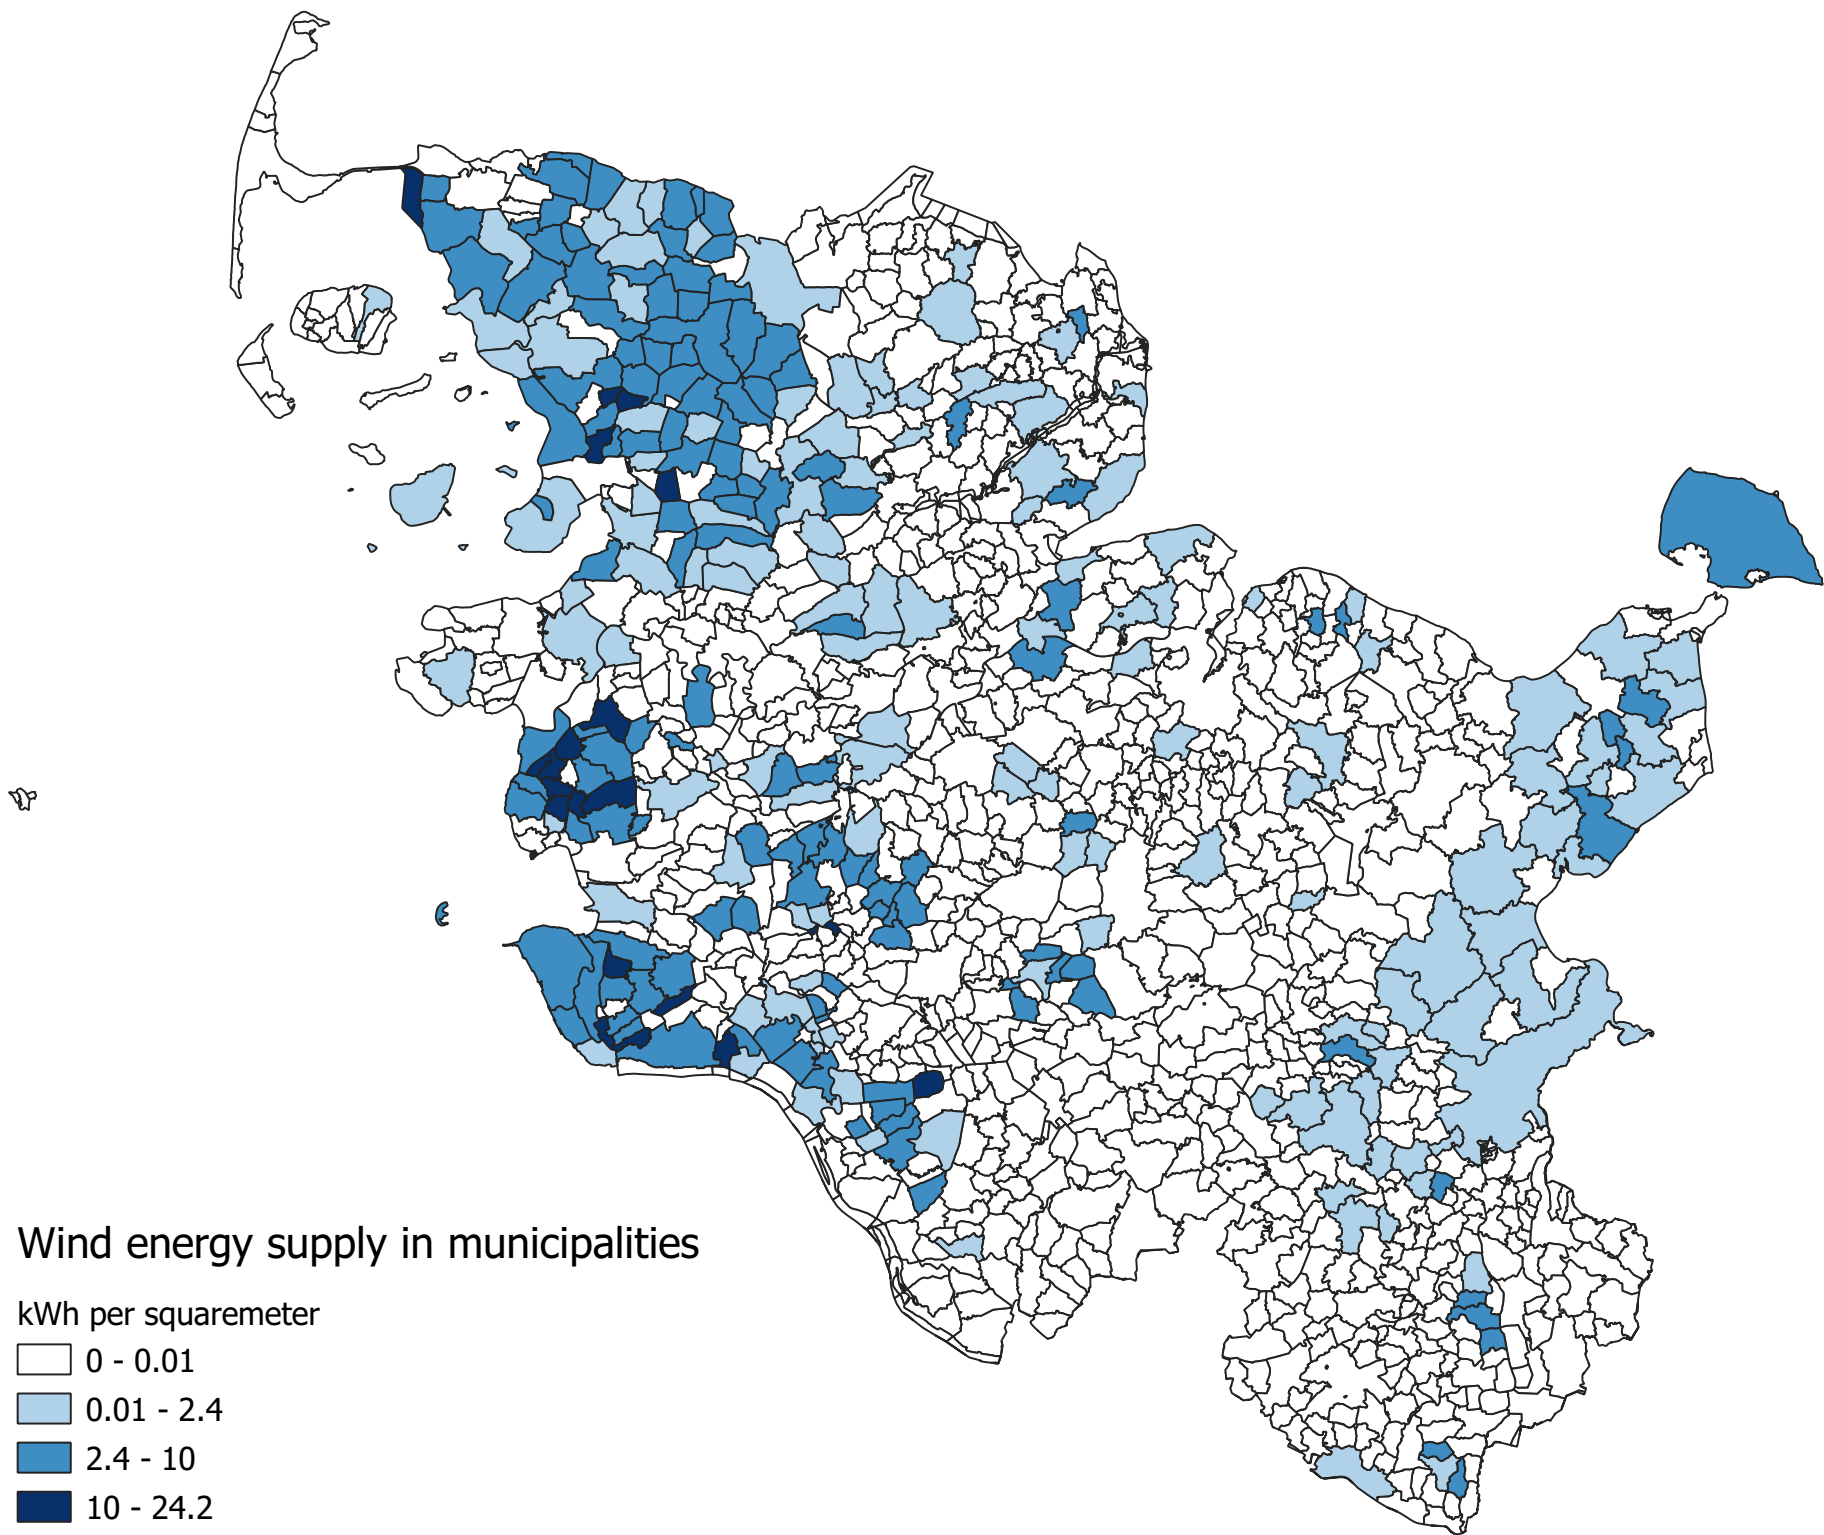 Wind energy supply in municipalities
kWh per squaremeter
0 - 0.01
0.01 - 2.4
2.4 - 10
10 - 24.2